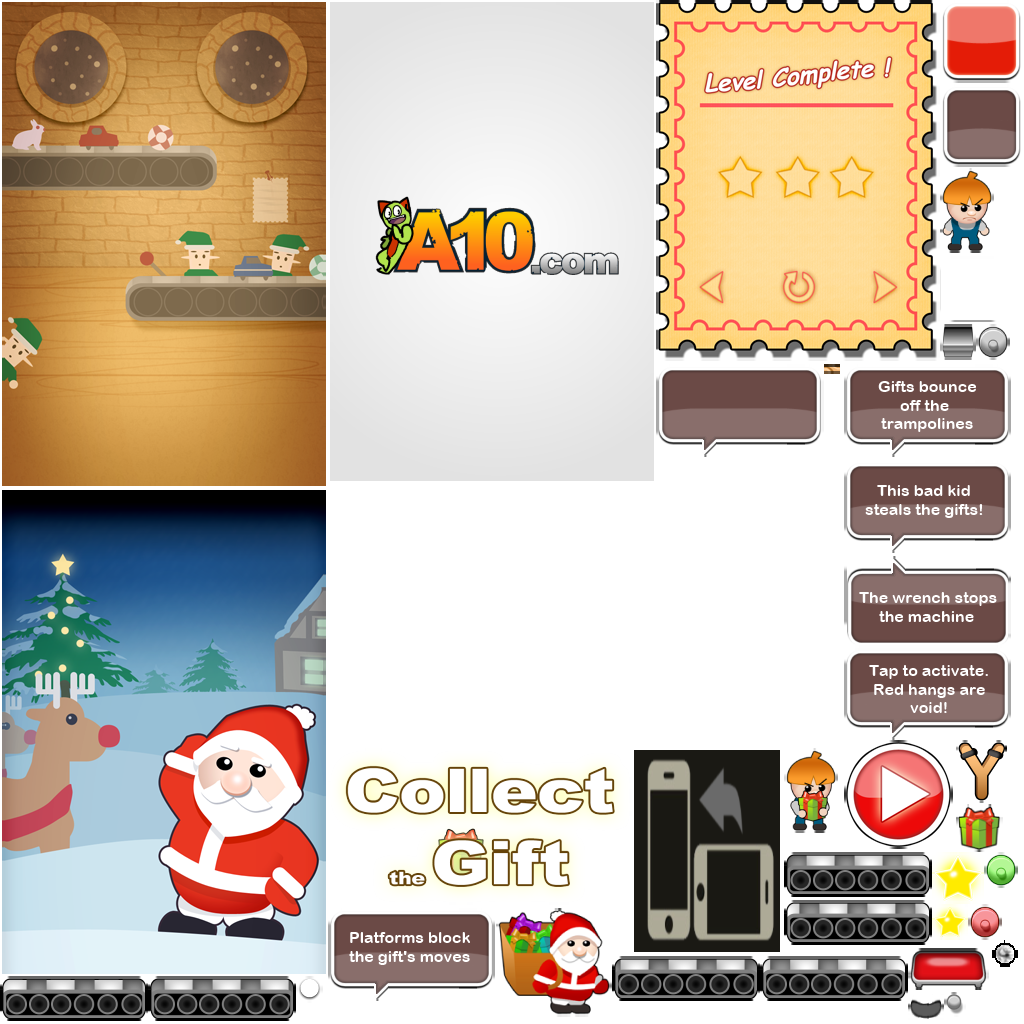 A10.com
Level Complete !
Gifts bounce
off the
trampolines
This bad kid
steals the gifts!
The wrench stops
the machine
Tap to activate.
Red hangs are
void!
Collect
the Gift
Platforms block
the gift's moves